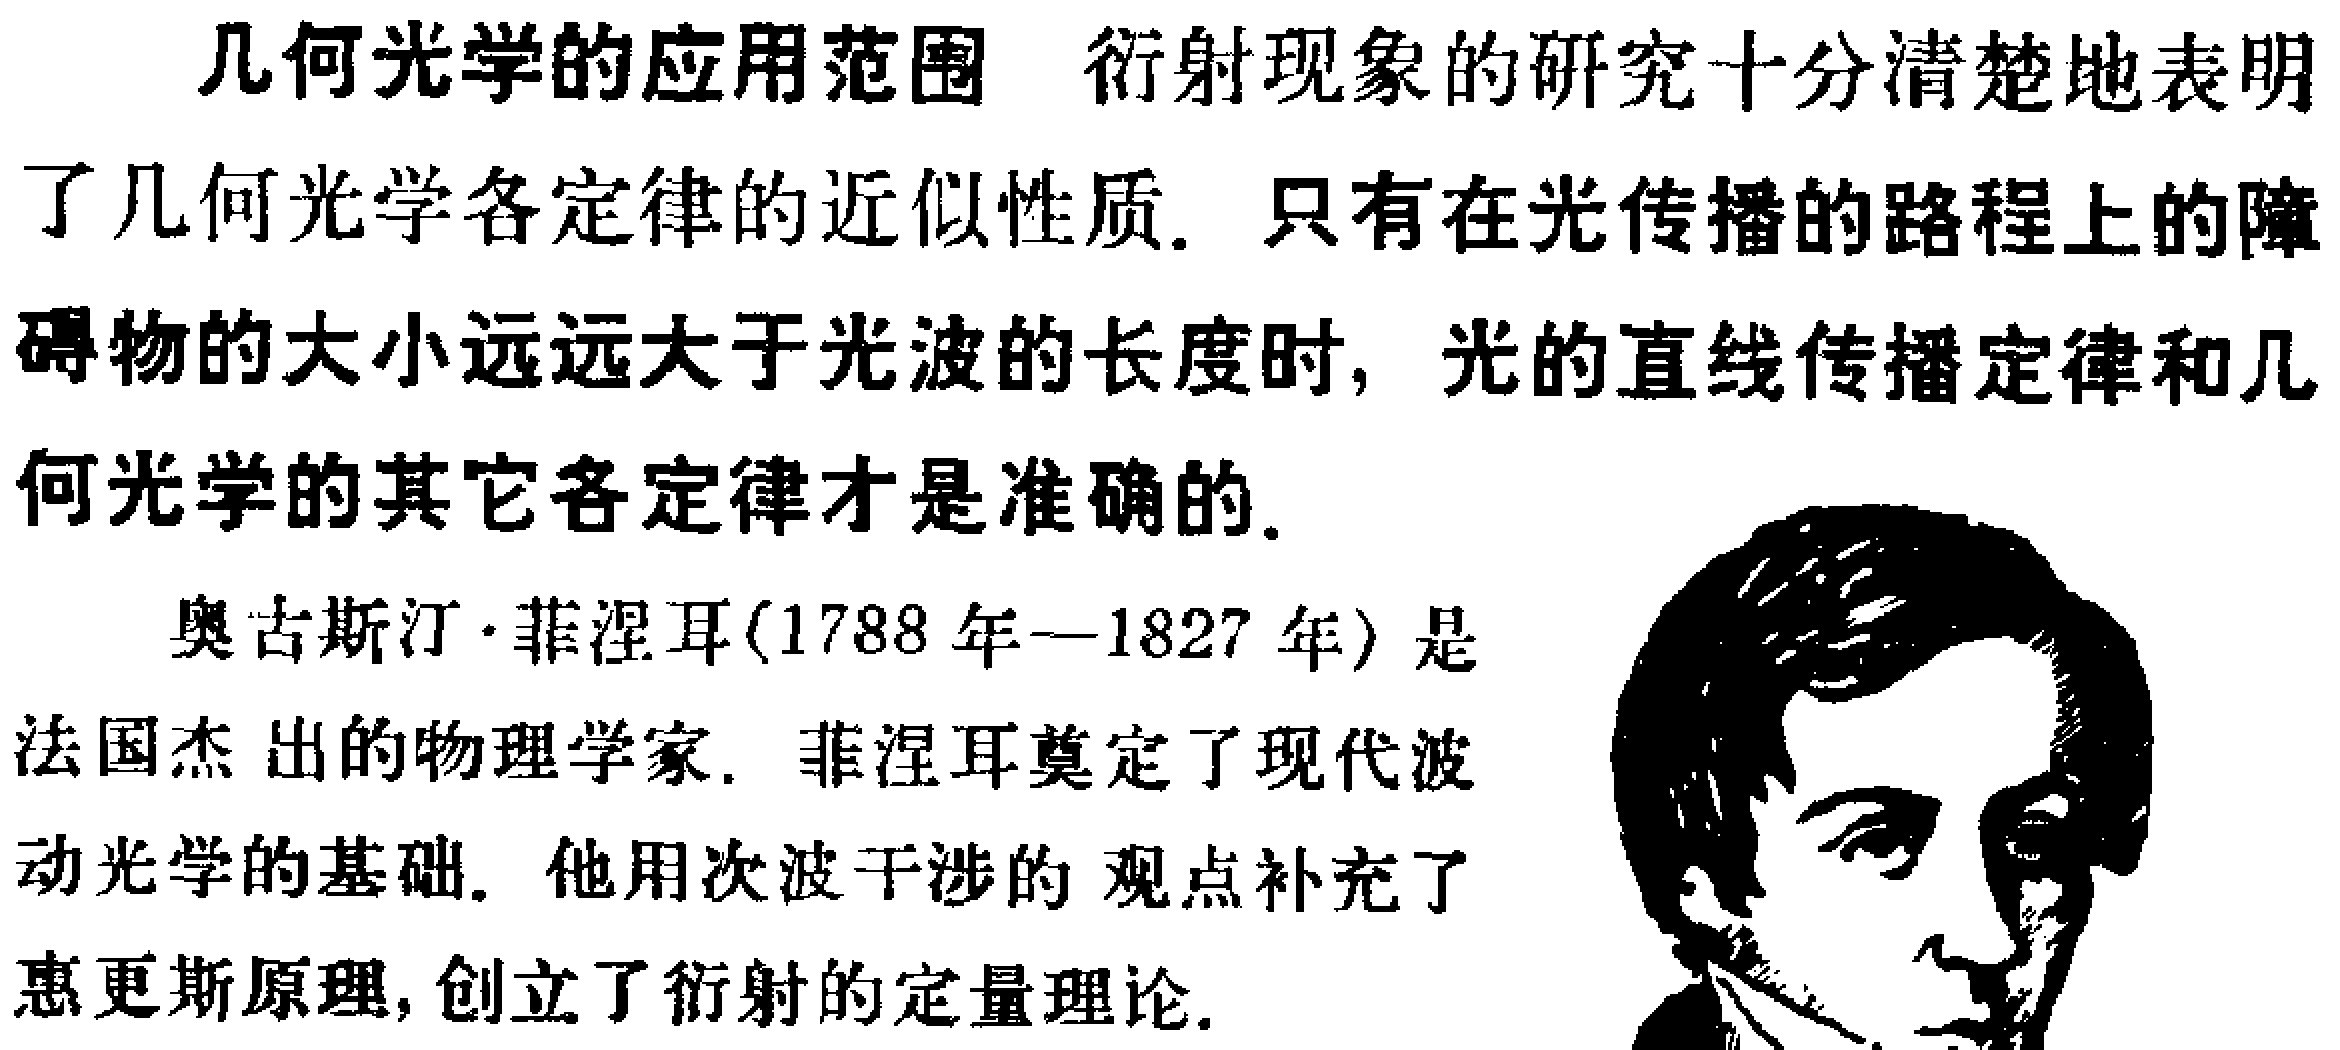 几何光学的应用范围 衍射现象的研究十分清楚地表明
了几何光学各定律的近似性质. 只有在光传播的路程上的障
碍物的大小远远大于光波的长度时, 光的直线传播定律和几
何光学的其它各定律才是准确的.
奥古斯汀·菲涅耳(1788 年—1827 年) 是
法国杰出的物理学家. 菲涅耳奠定了现代波
动光学的基础. 他用次波干涉的观点补充了
惠更斯原理, 创立了衍射的定量理论.